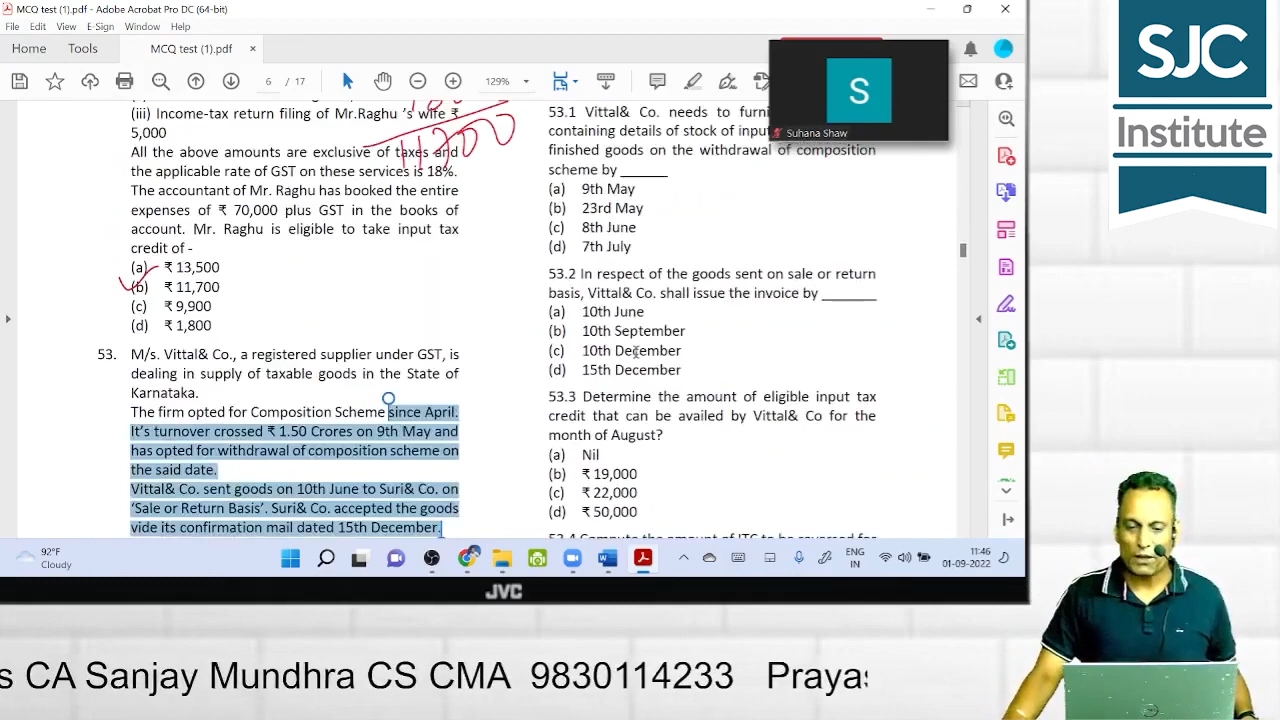 MCQ test (1).pdf - Adobe Acrobat Pro DC (64-bit)
File Edit View E-Sign Window Help
Home Tools MCQ test (1).pdf ×
6 / 17 129%
S
Suhana Shaw
(iii) Income-tax return filing of Mr.Raghu 's wife ₹
5,000
All the above amounts are exclusive of taxes and
the applicable rate of GST on these services is 18%.
The accountant of Mr. Raghu has booked the entire
expenses of ₹ 70,000 plus GST in the books of
account. Mr. Raghu is eligible to take input tax
credit of -
(a) ₹ 13,500
(b) ₹ 11,700
(c) ₹ 9,900
(d) ₹ 1,800
53. M/s. Vittal& Co., a registered supplier under GST, is
dealing in supply of taxable goods in the State of
Karnataka.
The firm opted for Composition Scheme since April.
It's turnover crossed ₹ 1.50 Crores on 9th May and
has opted for withdrawal of composition scheme on
the said date.
Vittal& Co. sent goods on 10th June to Suri& Co. on
'Sale or Return Basis'. Suri& Co. accepted the goods
vide its confirmation mail dated 15th December.
53.1 Vittal& Co. needs to
containing details of stock of
finished goods on the withdrawal of composition
scheme by ______
(a) 9th May
(b) 23rd May
(c) 8th June
(d) 7th July
53.2 In respect of the goods sent on sale or return
basis, Vittal& Co. shall issue the invoice by _______
(a) 10th June
(b) 10th September
(c) 10th December
(d) 15th December
53.3 Determine the amount of eligible input tax
credit that can be availed by Vittal& Co for the
month of August?
(a) Nil
(b) ₹ 19,000
(c) ₹ 22,000
(d) ₹ 50,000
53.4 Compute the amount of ITC to be reversed for
92°F
Cloudy
ENG
IN
11:46
01-09-2022
JVC
SJC
Institute
s CA Sanjay Mundhra CS CMA 9830114233 Prayas